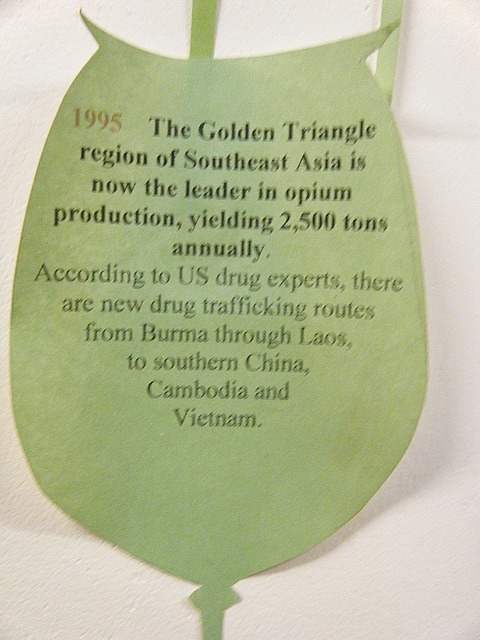 1995 The Golden Triangle
region of Southeast Asia is
now the leader in opium
production, yielding 2,500 tons
annually.
According to US drug experts, there
are new drug trafficking routes
from Burma through Laos,
to southern China,
Cambodia and
Vietnam.